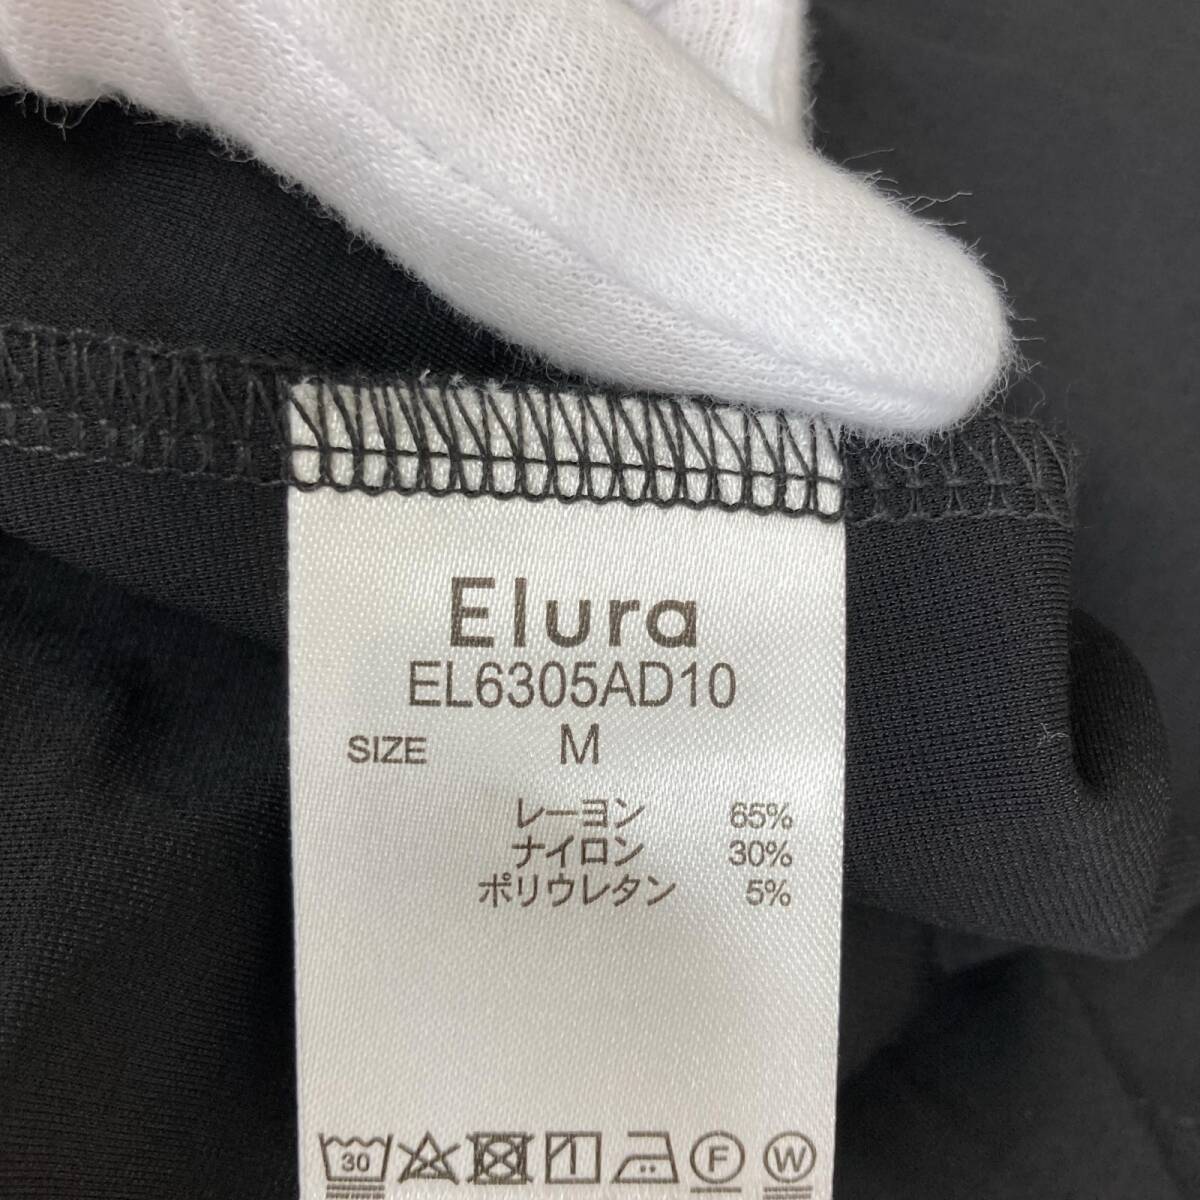 Elura
EL6305AD10
SIZE M
レーヨン 65%
ナイロン 30%
ポリウレタン 5%
30 F W